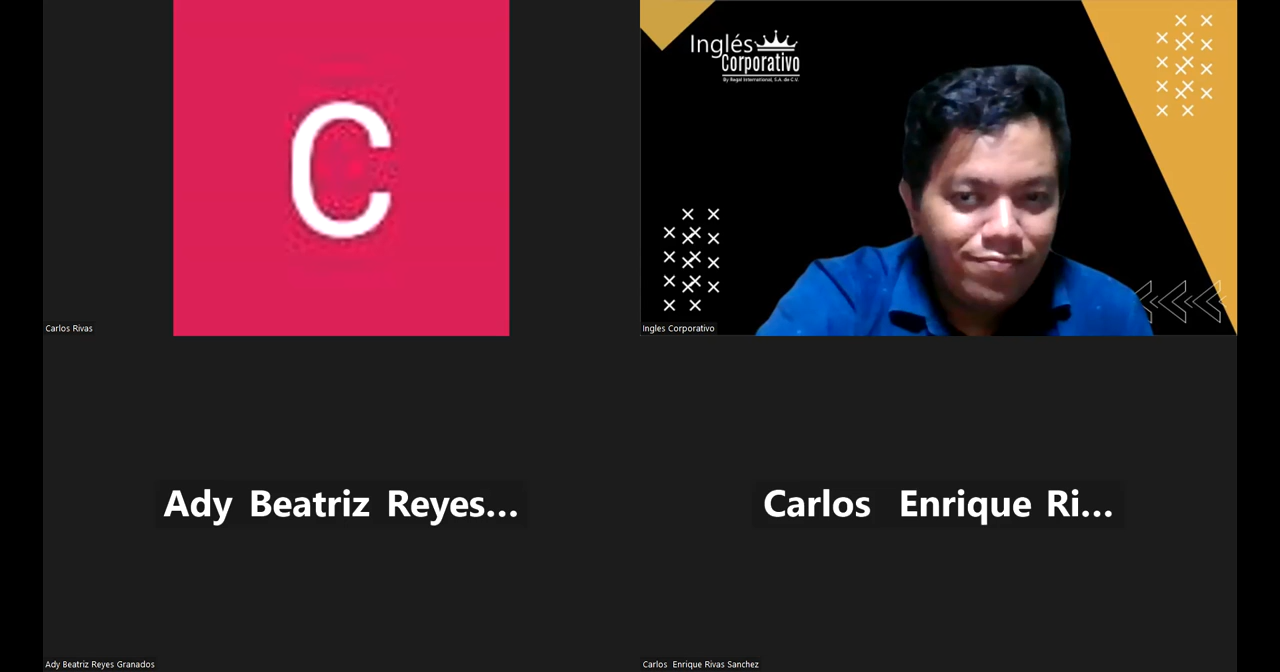 C
Carlos Rivas
Inglés
Corporativo
By Regal International, S.A. de C.V.
Ingles Corporativo
Ady Beatriz Reyes...
Ady Beatriz Reyes Granados
Carlos Enrique Ri...
Carlos Enrique Rivas Sanchez